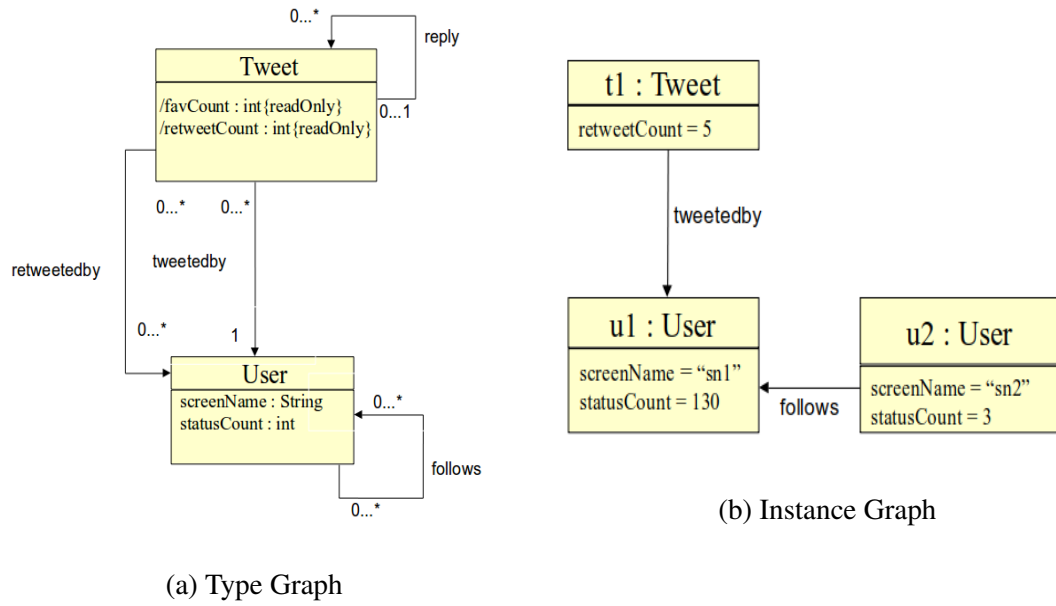 0...*
reply
Tweet
/favCount : int{readOnly}
/retweetCount : int{readOnly}
0...1
0...*
0...*
retweetedby
tweetedby
0...*
1
User
screenName : String
statusCount : int
0...*
follows
0...*
(a) Type Graph
t1 : Tweet
retweetCount = 5
tweetedby
u1 : User
screenName = “sn1”
statusCount = 130
follows
u2 : User
screenName = “sn2”
statusCount = 3
(b) Instance Graph